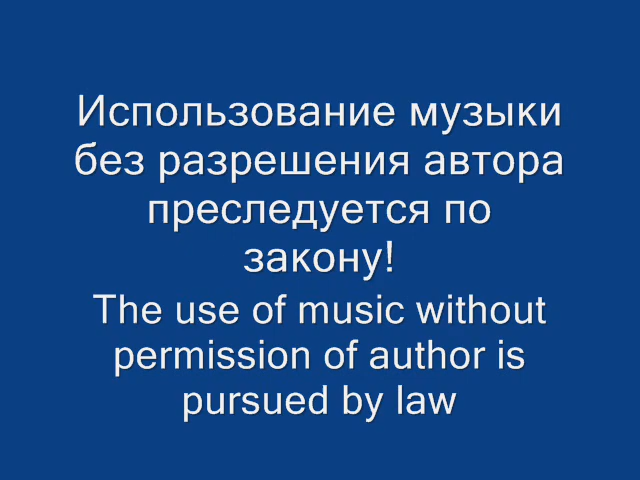 Использование музыки
без разрешения автора
преследуется по
закону!
The use of music without
permission of author is
pursued by law